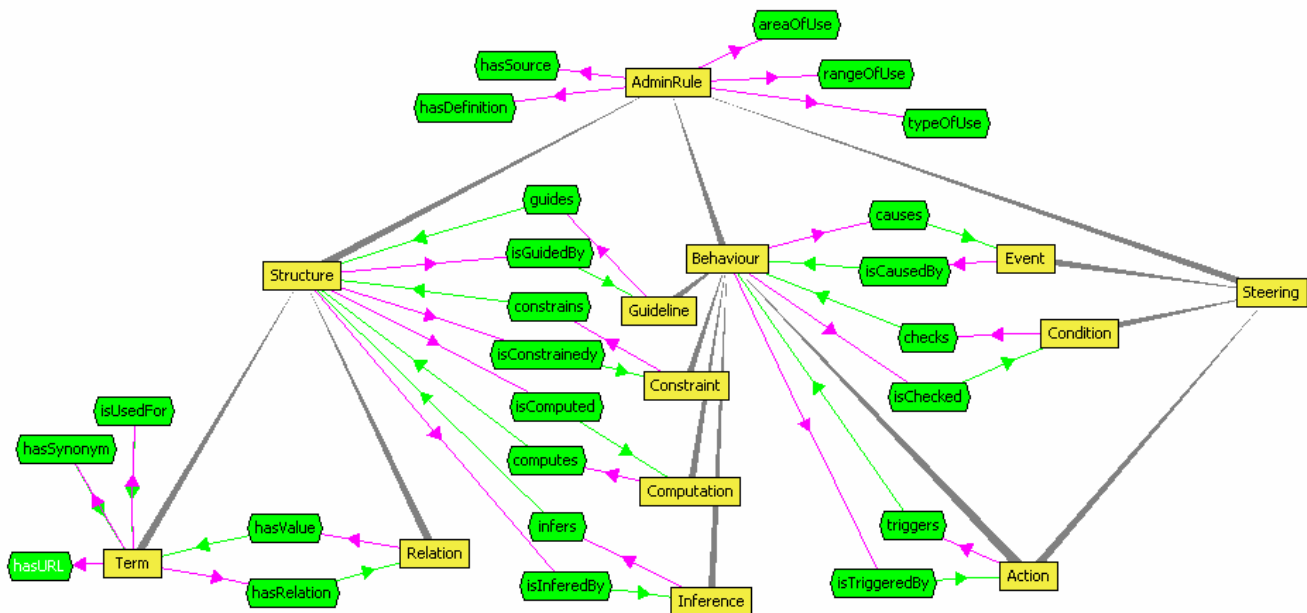 areaOfUse
hasSource
rangeOfUse
AdminRule
hasDefinition
typeOfUse
guides
causes
isGuidedBy
Behaviour
isCausedBy
Event
Structure
Steering
constrains
Guideline
checks
Condition
isConstrainedy
Constraint
isChecked
isComputed
isUsedFor
hasSynonym
computes
Computation
hasValue
infers
triggers
Relation
hasURL
Term
isInferedBy
isTriggeredBy
Action
hasRelation
Inference